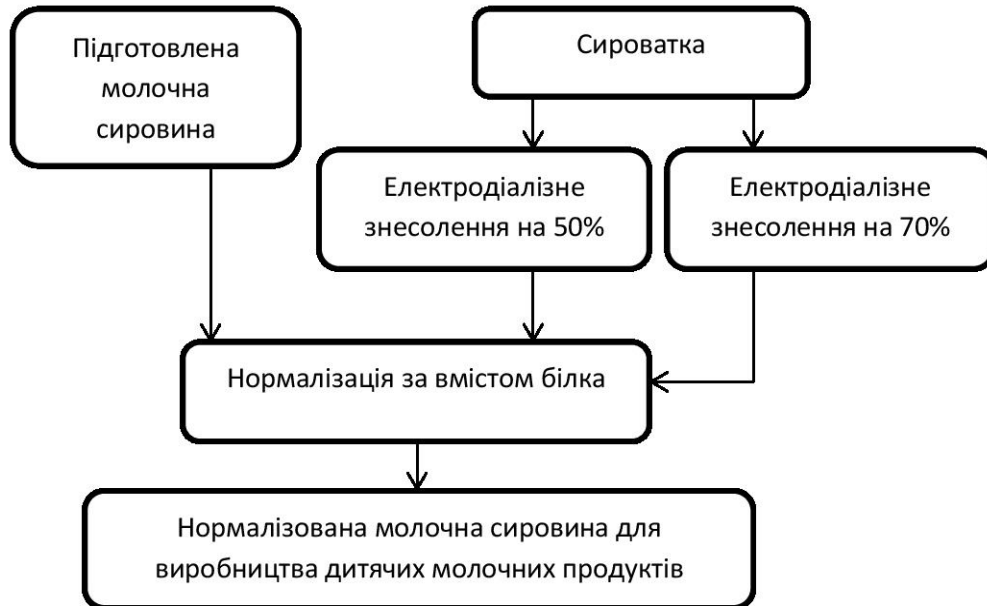 Підготовлена
молочна
сировина
Сироватка
Електродіалізне
знесолення на 50%
Електродіалізне
знесолення на 70%
Нормалізація за вмістом білка
Нормалізована молочна сировина для
виробництва дитячих молочних продуктів